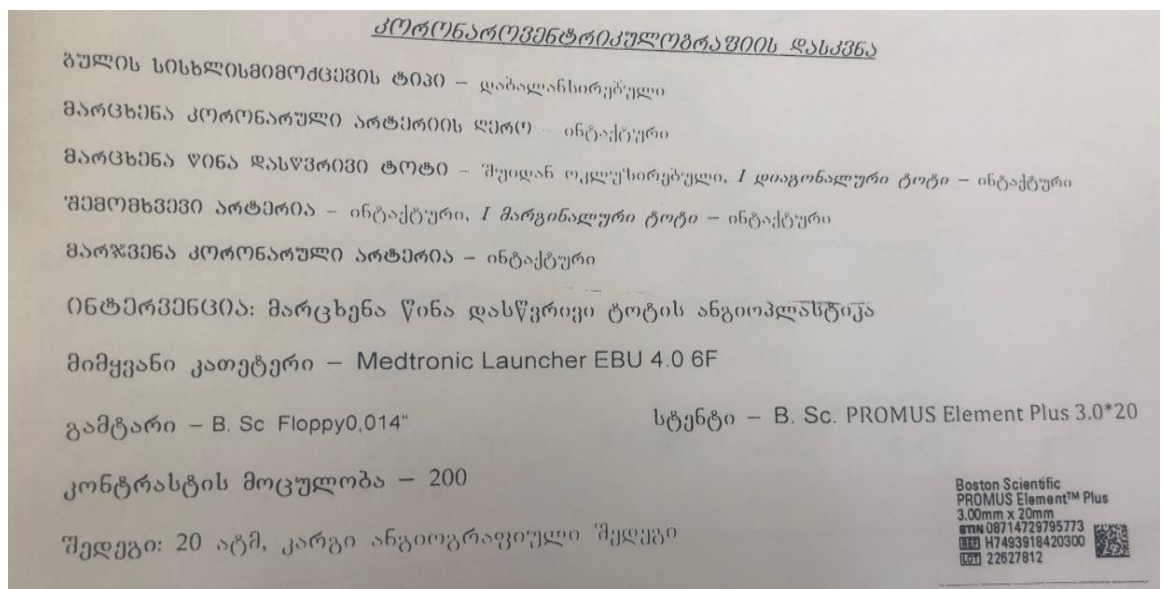 კორონაროვენტრიკულოგრაფიის დასკვნა
გულის სისხლისმიმოქცევის ტიპი – დაბალანსირებული
მარცხენა კორონარული არტერიის ღერო – ინტაქტური
მარცხენა წინა დასწვრივი ტოტი – შუიდან ოკლუზირებული, I დიაგონალური ტოტი – ინტაქტური
შემომხვევი არტერია – ინტაქტური, I მარგინალური ტოტი – ინტაქტური
მარჯვენა კორონარული არტერია – ინტაქტური
ინტერვენცია: მარცხენა წინა დასწვრივი ტოტის ანგიოპლასტიკა
მიმყვანი კათეტერი – Medtronic Launcher EBU 4.0 6F
გამტარი – B. Sc Floppy0,014" სტენტი – B. Sc. PROMUS Element Plus 3.0*20
კონტრასტის მოცულობა – 200
შედეგი: 20 ატმ, კარგი ანგიოგრაფიული შედეგი
Boston Scientific
PROMUS Element™ Plus
3.00mm x 20mm
GTIN 08714729795773
REF H7493918420300
LOT 22627812